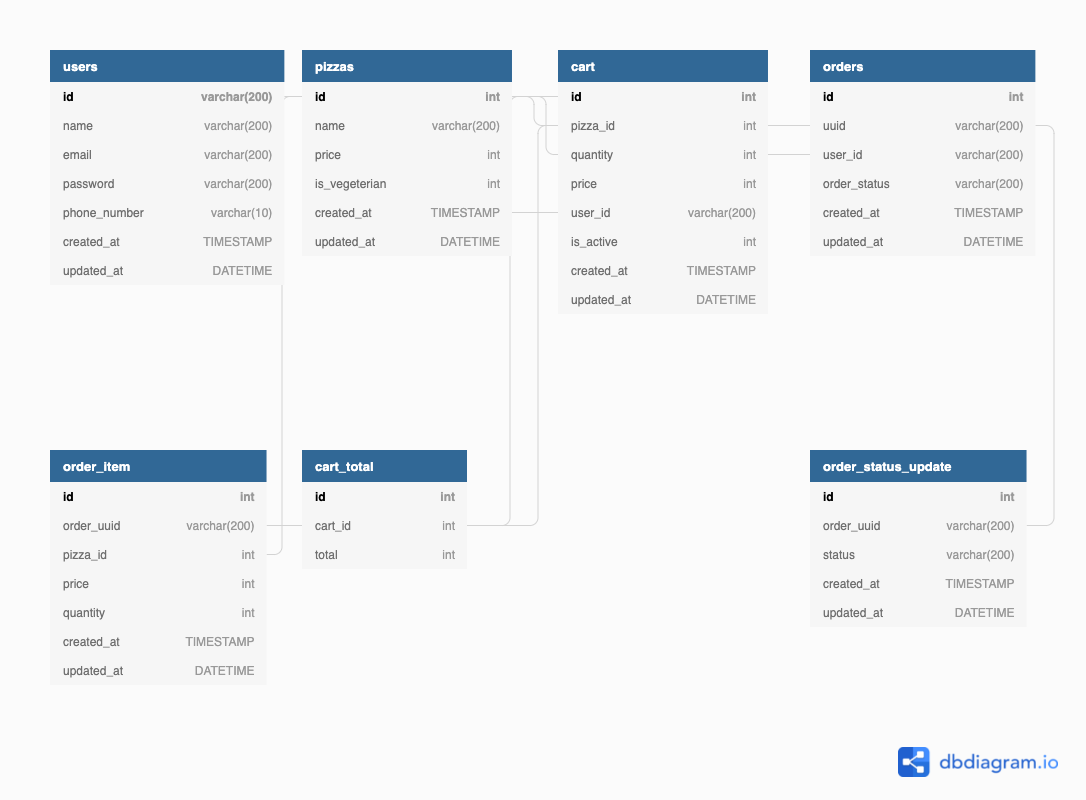 users
id varchar(200)
name varchar(200)
email varchar(200)
password varchar(200)
phone_number varchar(10)
created_at TIMESTAMP
updated_at DATETIME
pizzas
id int
name varchar(200)
price int
is_vegeterian int
created_at TIMESTAMP
updated_at DATETIME
cart
id int
pizza_id int
quantity int
price int
user_id varchar(200)
is_active int
created_at TIMESTAMP
updated_at DATETIME
orders
id int
uuid varchar(200)
user_id varchar(200)
order_status varchar(200)
created_at TIMESTAMP
updated_at DATETIME
order_item
id int
order_uuid varchar(200)
pizza_id int
price int
quantity int
created_at TIMESTAMP
updated_at DATETIME
cart_total
id int
cart_id int
total int
order_status_update
id int
order_uuid varchar(200)
status varchar(200)
created_at TIMESTAMP
updated_at DATETIME
dbdiagram.io